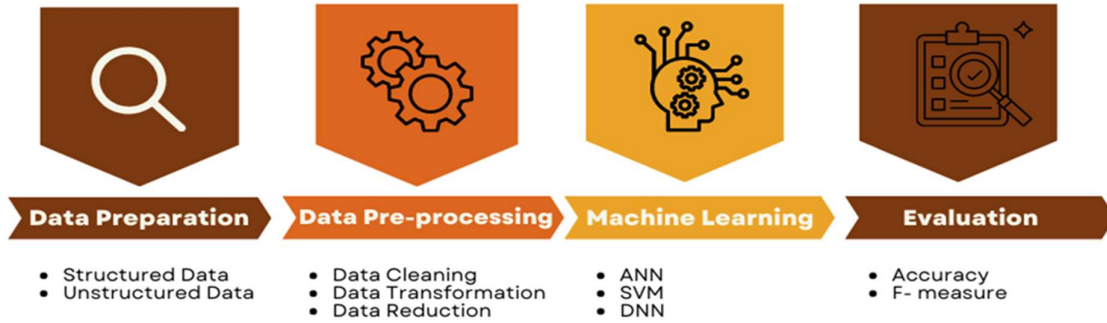 Data Preparation
Data Pre-processing
Machine Learning
Evaluation
• Structured Data
• Unstructured Data
• Data Cleaning
• Data Transformation
• Data Reduction
• ANN
• SVM
• DNN
• Accuracy
• F- measure